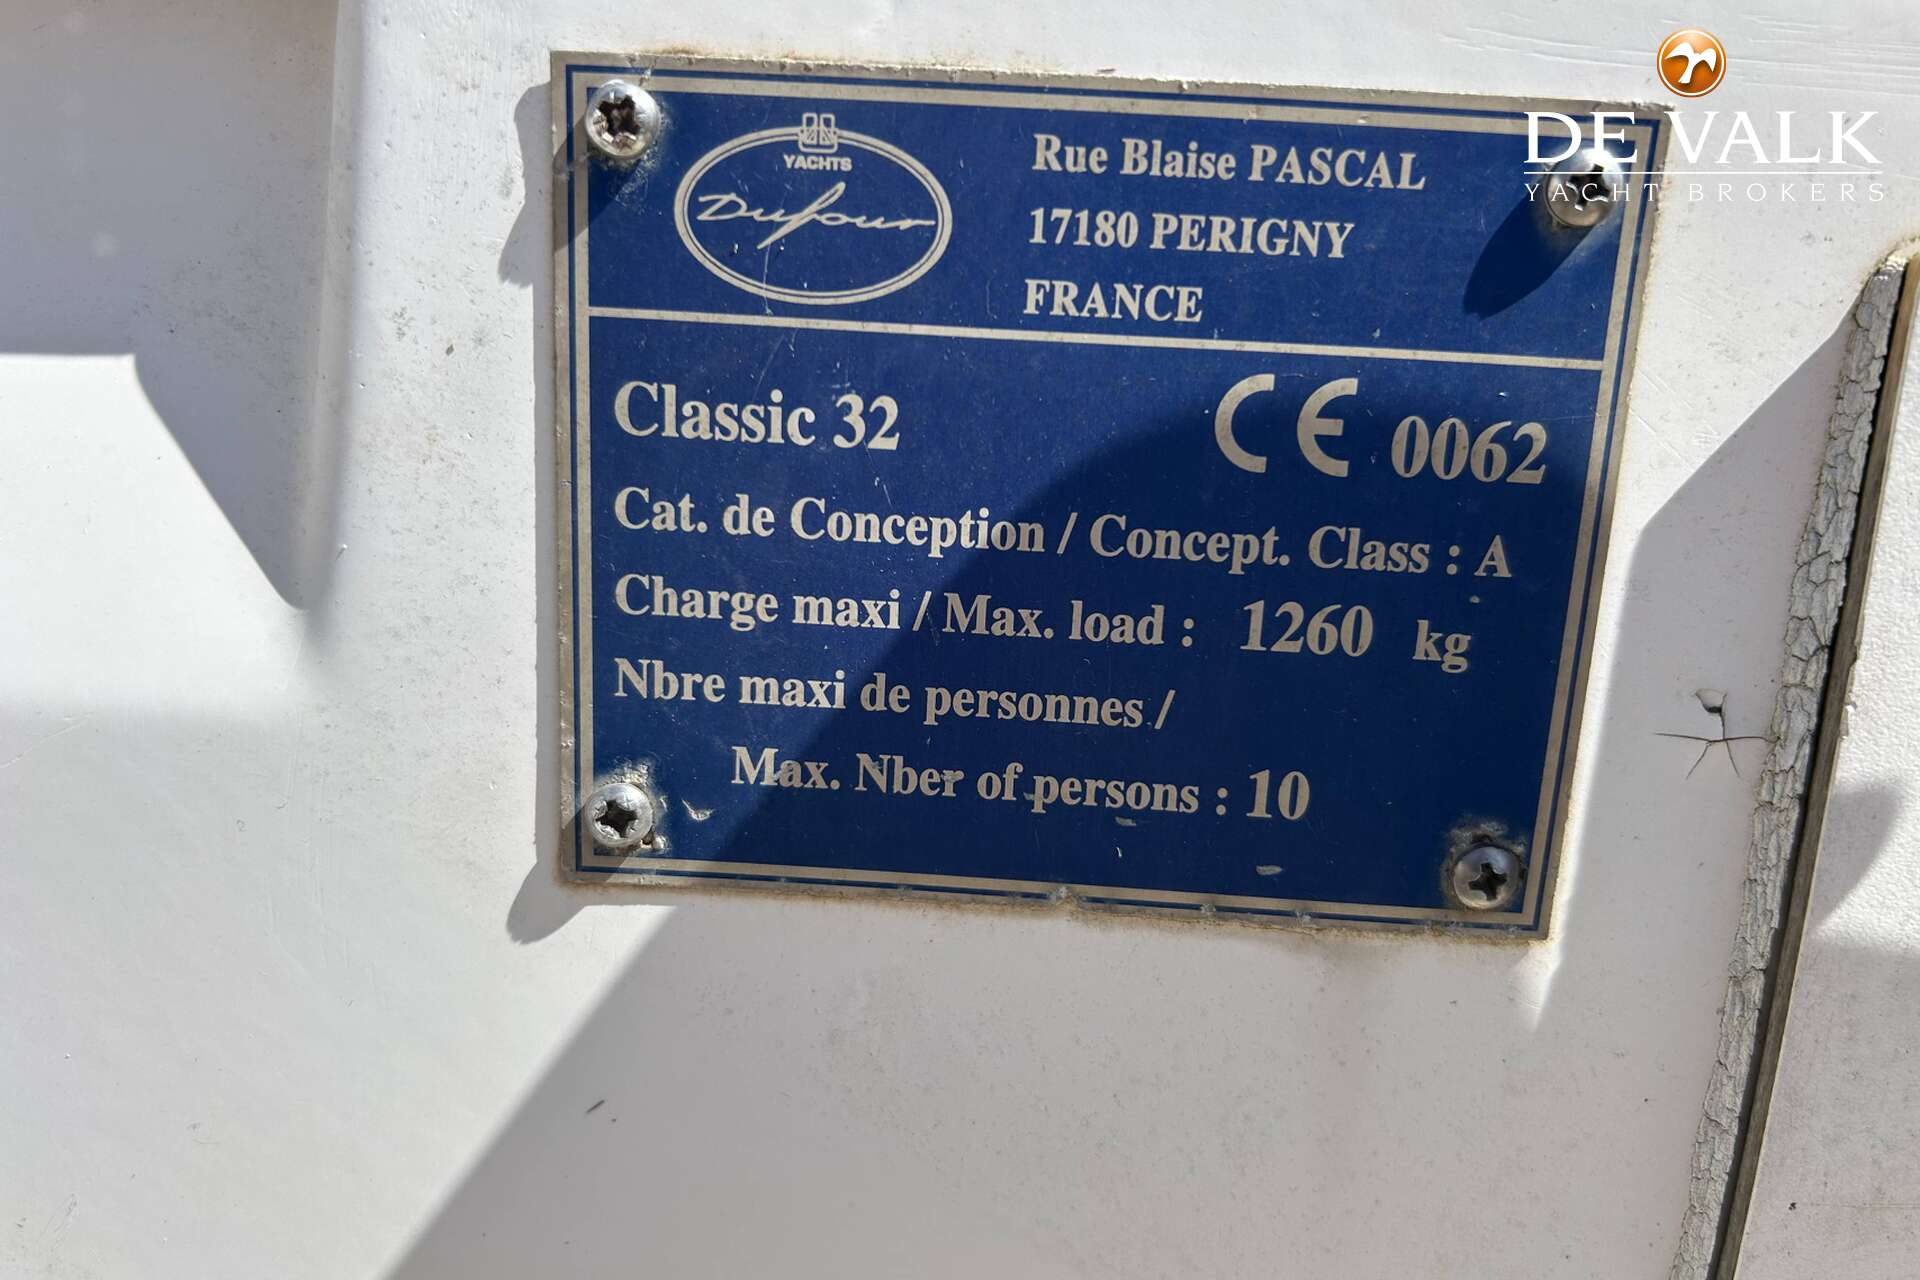 YACHTS
Dufour
Rue Blaise PASCAL
17180 PERIGNY
FRANCE
Classic 32
CE 0062
Cat. de Conception / Concept. Class : A
Charge maxi / Max. load : 1260 kg
Nbre maxi de personnes /
Max. Nber of persons : 10
DE VALK
YACHT BROKERS